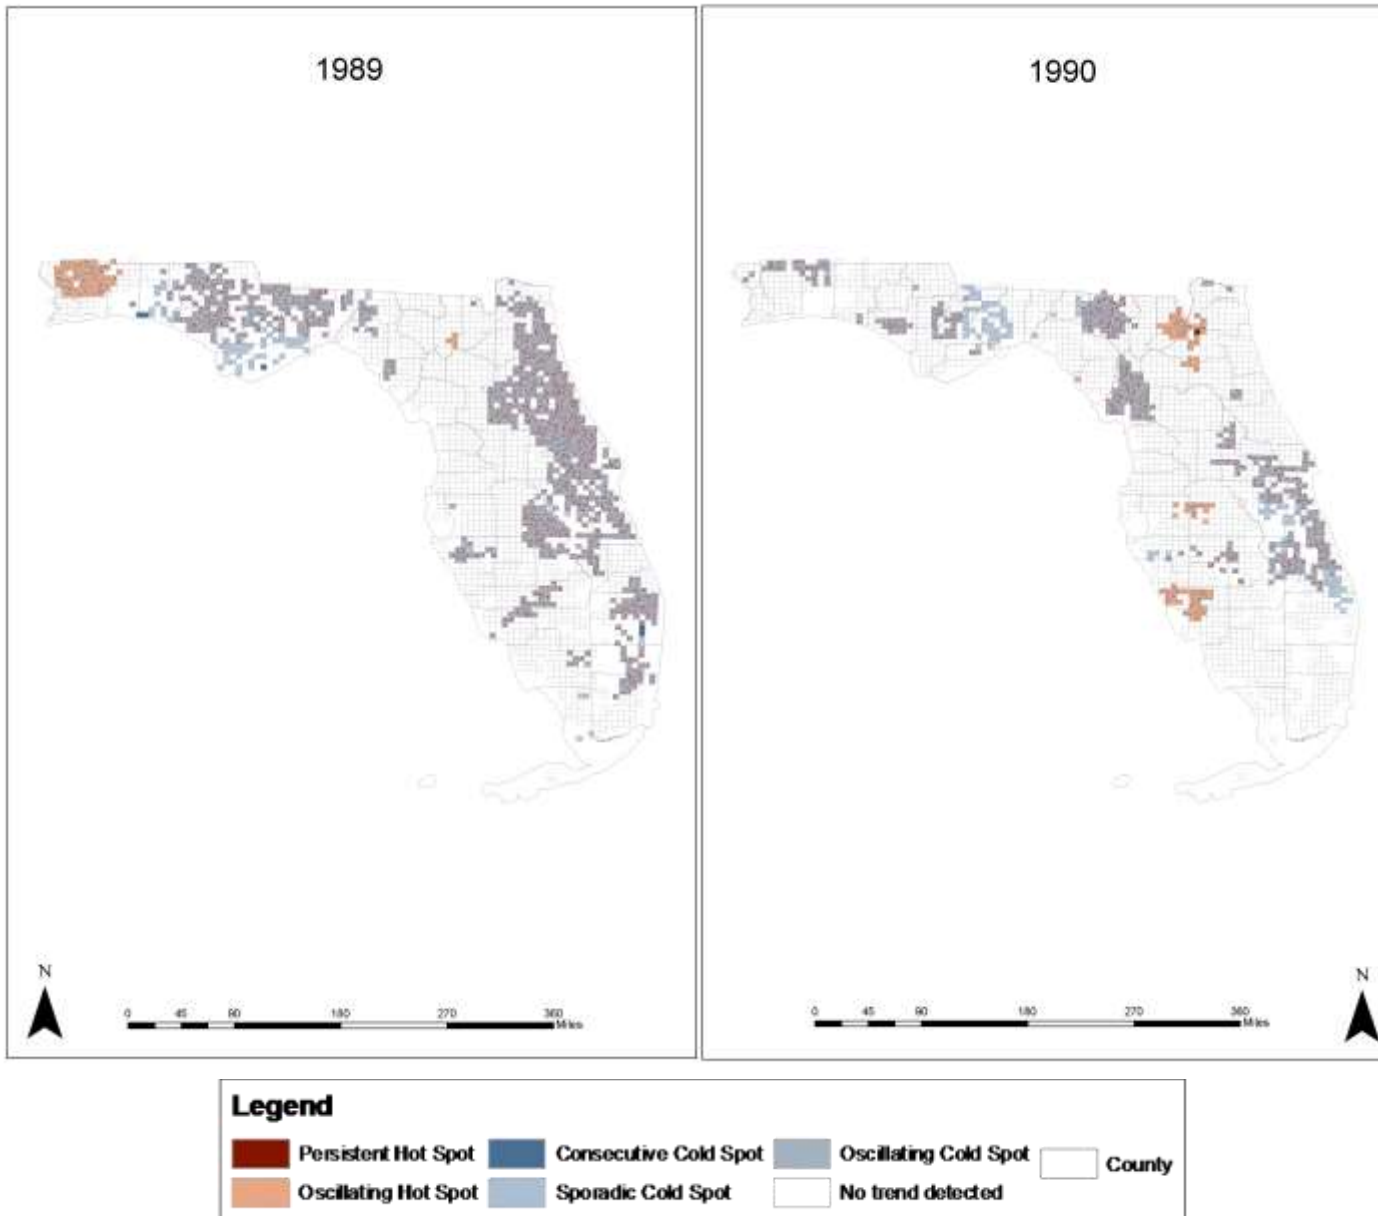 1989
1990
N
0 45 90 180 270 360
Miles
N
0 45 90 180 270 360
Miles
Legend
Persistent Hot Spot Consecutive Cold Spot Oscillating Cold Spot County
Oscillating Hot Spot Sporadic Cold Spot No trend detected